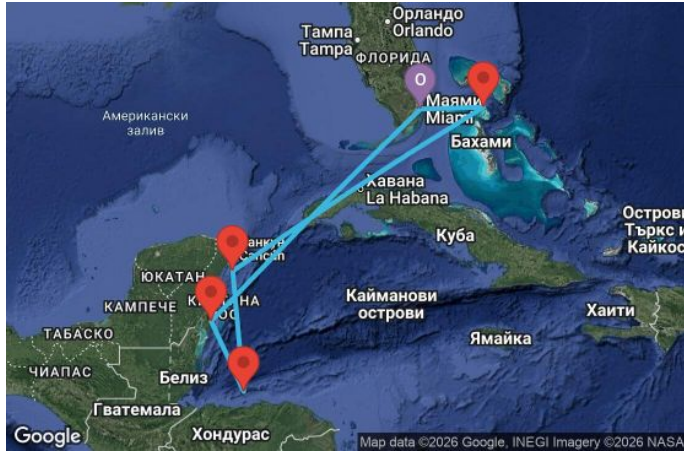 Орландо
Orlando
Тампа
Tampa
ФЛОРИДА
O
Маями
Miami
Американски
залив
Бахами
Хавана
La Habana
Куба
Острови
Търкс и
Кайкос
Cancún
ЮКАТАН
КАМПЕЧЕ
Кайманови
острови
Хаити
Ямайка
ТАБАСКО
ЧИАПАС
Белиз
Гватемала
Хондурас
Google
Map data ©2026 Google, INEGI Imagery ©2026 NASA